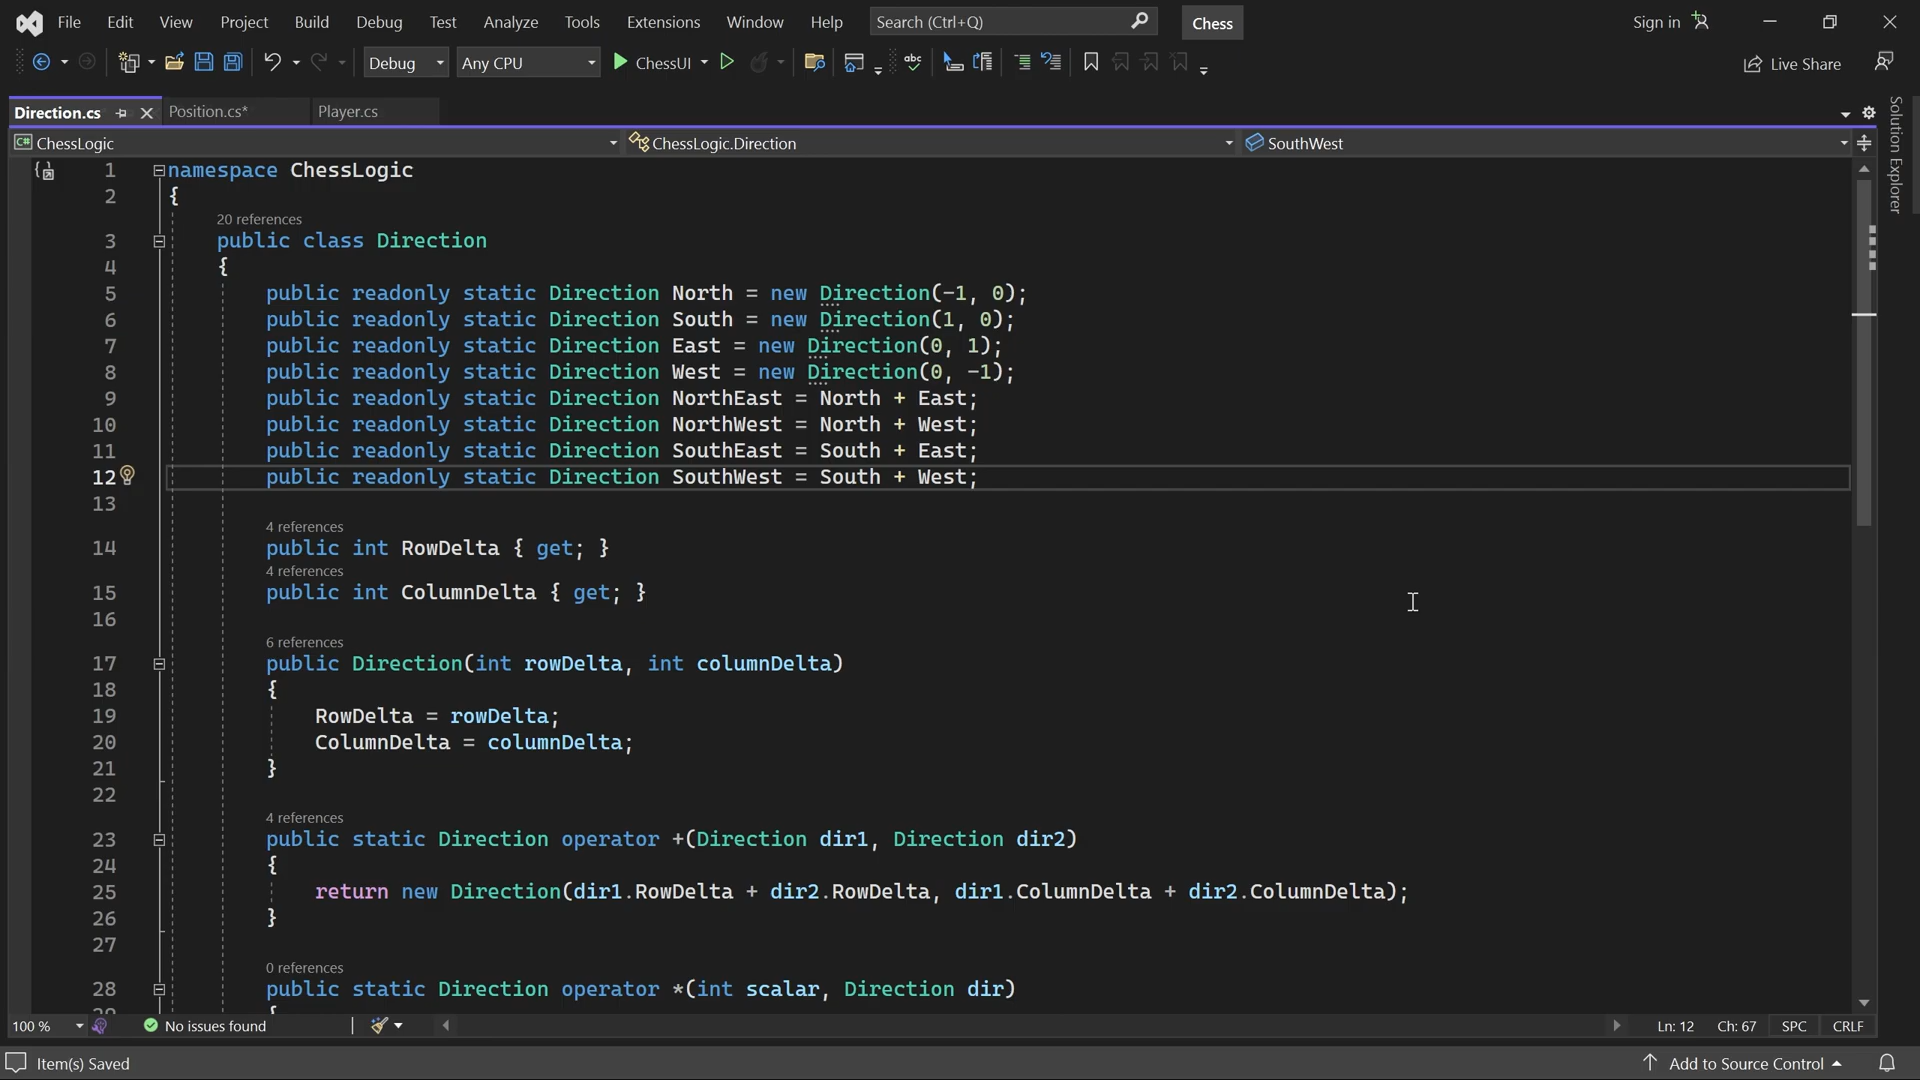 File Edit View Project Build Debug Test Analyze Tools Extensions Window Help Search (Ctrl+Q) Chess Sign in
Debug Any CPU ChessUI abc Live Share
Direction.cs Position.cs* Player.cs
C# ChessLogic ChessLogic.Direction SouthWest
Solution Explorer
1 namespace ChessLogic
2 {
20 references
3 public class Direction
4 {
5 public readonly static Direction North = new Direction(-1, 0);
6 public readonly static Direction South = new Direction(1, 0);
7 public readonly static Direction East = new Direction(0, 1);
8 public readonly static Direction West = new Direction(0, -1);
9 public readonly static Direction NorthEast = North + East;
10 public readonly static Direction NorthWest = North + West;
11 public readonly static Direction SouthEast = South + East;
12 public readonly static Direction SouthWest = South + West;
13
4 references
14 public int RowDelta { get; }
4 references
15 public int ColumnDelta { get; }
16
6 references
17 public Direction(int rowDelta, int columnDelta)
18 {
19 RowDelta = rowDelta;
20 ColumnDelta = columnDelta;
21 }
22
4 references
23 public static Direction operator +(Direction dir1, Direction dir2)
24 {
25 return new Direction(dir1.RowDelta + dir2.RowDelta, dir1.ColumnDelta + dir2.ColumnDelta);
26 }
27
0 references
28 public static Direction operator *(int scalar, Direction dir)
100 % No issues found Ln: 12 Ch: 67 SPC CRLF
Item(s) Saved Add to Source Control